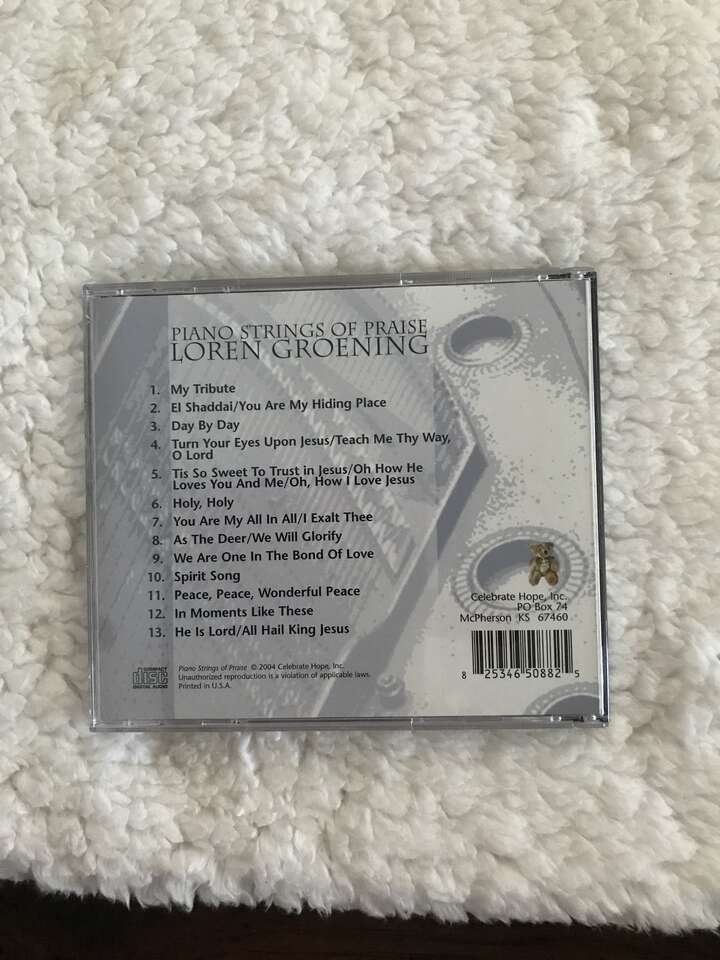 PIANO STRINGS OF PRAISE
LOREN GROENING
1. My Tribute
2. El Shaddai/You Are My Hiding Place
3. Day By Day
4. Turn Your Eyes Upon Jesus/Teach Me Thy Way,
O Lord
5. Tis So Sweet To Trust in Jesus/Oh How He
Loves You And Me/Oh, How I Love Jesus
6. Holy, Holy
7. You Are My All In All/I Exalt Thee
8. As The Deer/We Will Glorify
9. We Are One In The Bond Of Love
10. Spirit Song
11. Peace, Peace, Wonderful Peace
12. In Moments Like These
13. He Is Lord/All Hail King Jesus
Celebrate Hope, Inc.
PO Box 74
McPherson KS 67460
8 25346 50882 5
COMPACT
disc
DIGITAL AUDIO
Piano Strings of Praise © 2004 Celebrate Hope, Inc.
Unauthorized reproduction is a violation of applicable laws.
Printed in U.S.A.